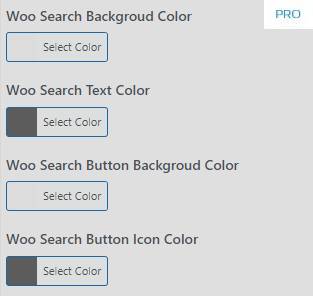 Woo Search Backgroud Color
PRO
Select Color
Woo Search Text Color
Select Color
Woo Search Button Backgroud Color
Select Color
Woo Search Button Icon Color
Select Color